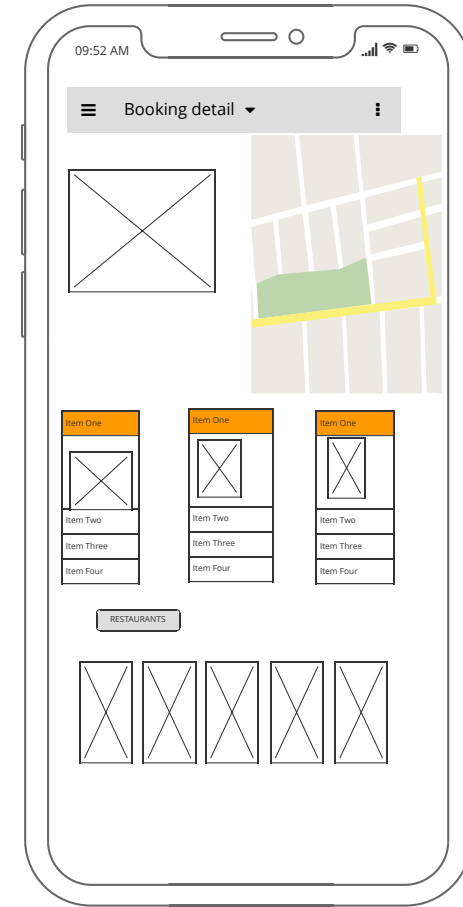 09:52 AM
Booking detail
Item One
Item Two
Item Three
Item Four
Item One
Item Two
Item Three
Item Four
Item One
Item Two
Item Three
Item Four
RESTAURANTS